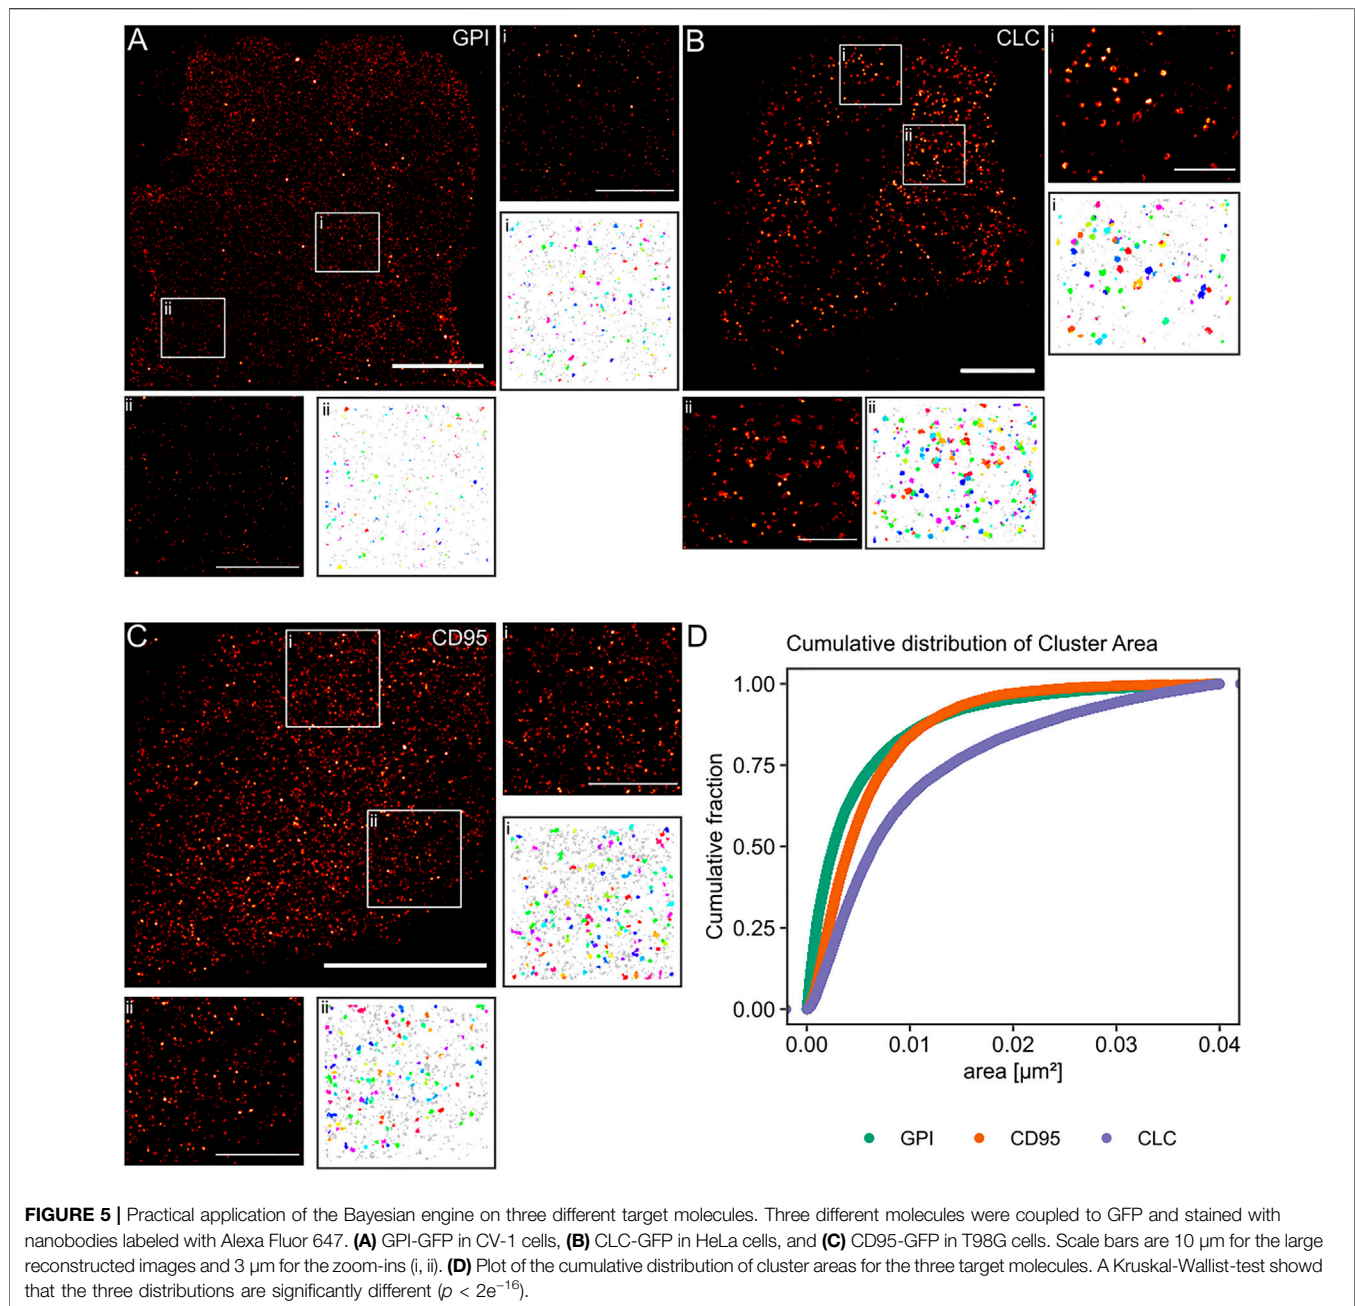 A
GPI
i
ii
i
i
ii
ii
B
CLC
i
ii
i
i
ii
ii
C
CD95
i
ii
i
i
ii
ii
D
Cumulative distribution of Cluster Area
Cumulative fraction
1.00
0.75
0.50
0.25
0.00
0.00 0.01 0.02 0.03 0.04
area [µm²]
GPI CD95 CLC
FIGURE 5 | Practical application of the Bayesian engine on three different target molecules. Three different molecules were coupled to GFP and stained with
nanobodies labeled with Alexa Fluor 647. (A) GPI-GFP in CV-1 cells, (B) CLC-GFP in HeLa cells, and (C) CD95-GFP in T98G cells. Scale bars are 10 µm for the large
reconstructed images and 3 µm for the zoom-ins (i, ii). (D) Plot of the cumulative distribution of cluster areas for the three target molecules. A Kruskal-Wallist-test showd
that the three distributions are significantly different (p < 2e⁻¹⁶).